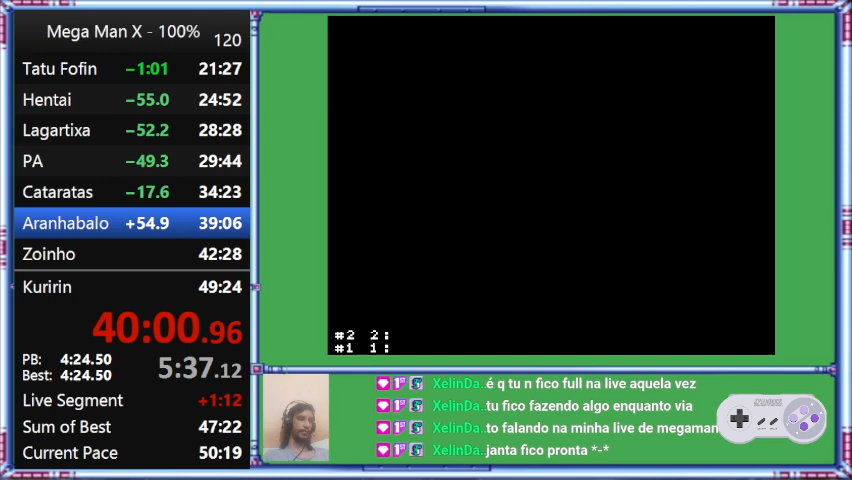 Mega Man X - 100%
120
Tatu Fofin −1:01 21:27
Hentai −55.0 24:52
Lagartixa −52.2 28:28
PA −49.3 29:44
Cataratas −17.6 34:23
Aranhabalo +54.9 39:06
Zoinho 42:28
Kuririn 49:24
40:00.96
PB: 4:24.50
Best: 4:24.50
5:37.12
Live Segment +1:12
Sum of Best 47:22
Current Pace 50:19
#2 2:
#1 1:
XelinDa..é q tu n fico full na live aquela vez
XelinDa..tu fico fazendo algo enquanto via
XelinDa..to falando na minha live de megaman
XelinDa..janta fico pronta *-*